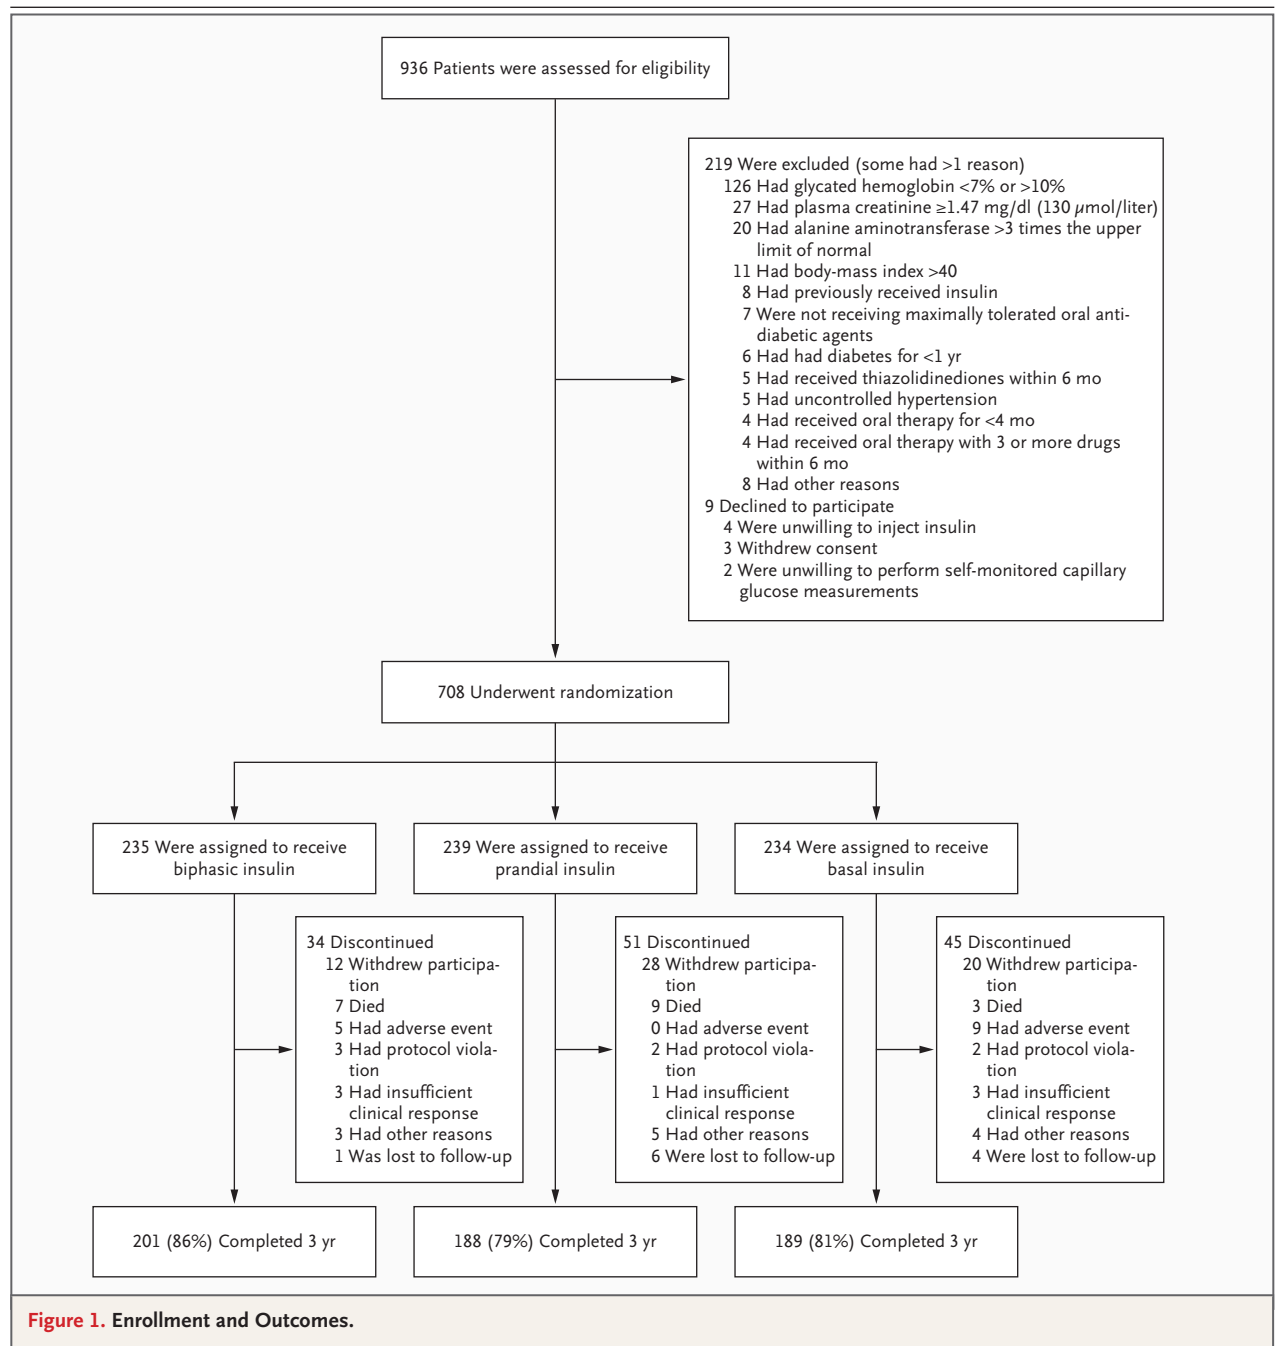 936 Patients were assessed for eligibility
219 Were excluded (some had >1 reason)
126 Had glycated hemoglobin <7% or >10%
27 Had plasma creatinine ≥1.47 mg/dl (130 µmol/liter)
20 Had alanine aminotransferase >3 times the upper
limit of normal
11 Had body-mass index >40
8 Had previously received insulin
7 Were not receiving maximally tolerated oral anti-
diabetic agents
6 Had had diabetes for <1 yr
5 Had received thiazolidinediones within 6 mo
5 Had uncontrolled hypertension
4 Had received oral therapy for <4 mo
4 Had received oral therapy with 3 or more drugs
within 6 mo
8 Had other reasons
9 Declined to participate
4 Were unwilling to inject insulin
3 Withdrew consent
2 Were unwilling to perform self-monitored capillary
glucose measurements
708 Underwent randomization
235 Were assigned to receive
biphasic insulin
239 Were assigned to receive
prandial insulin
234 Were assigned to receive
basal insulin
34 Discontinued
12 Withdrew participa-
tion
7 Died
5 Had adverse event
3 Had protocol viola-
tion
3 Had insufficient
clinical response
3 Had other reasons
1 Was lost to follow-up
51 Discontinued
28 Withdrew participa-
tion
9 Died
0 Had adverse event
2 Had protocol viola-
tion
1 Had insufficient
clinical response
5 Had other reasons
6 Were lost to follow-up
45 Discontinued
20 Withdrew participa-
tion
3 Died
9 Had adverse event
2 Had protocol viola-
tion
3 Had insufficient
clinical response
4 Had other reasons
4 Were lost to follow-up
201 (86%) Completed 3 yr
188 (79%) Completed 3 yr
189 (81%) Completed 3 yr
Figure 1. Enrollment and Outcomes.